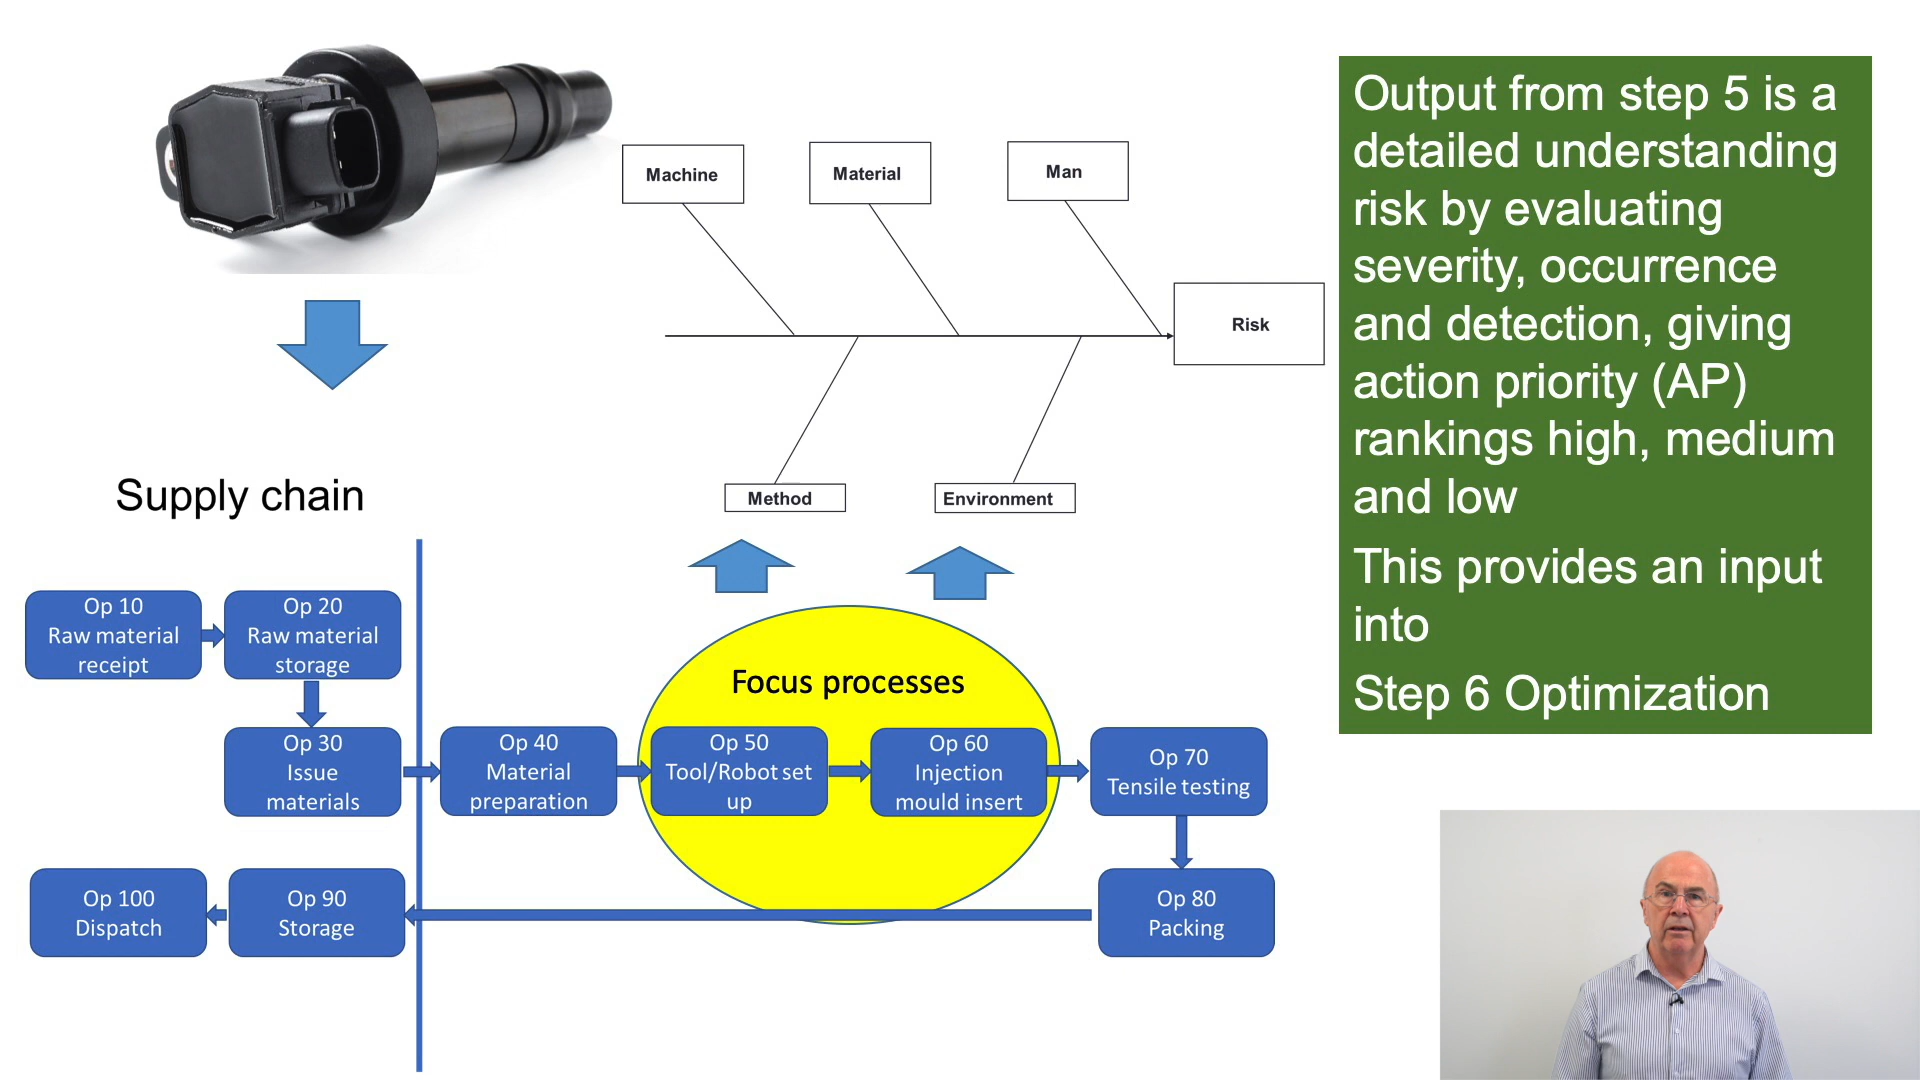 Machine
Material
Man
Risk
Method
Environment
Supply chain
Op 10
Raw material
receipt
Op 20
Raw material
storage
Op 30
Issue
materials
Focus processes
Op 40
Material
preparation
Op 50
Tool/Robot set
up
Op 60
Injection
mould insert
Op 70
Tensile testing
Op 80
Packing
Op 90
Storage
Op 100
Dispatch
Output from step 5 is a
detailed understanding
risk by evaluating
severity, occurrence
and detection, giving
action priority (AP)
rankings high, medium
and low
This provides an input
into
Step 6 Optimization